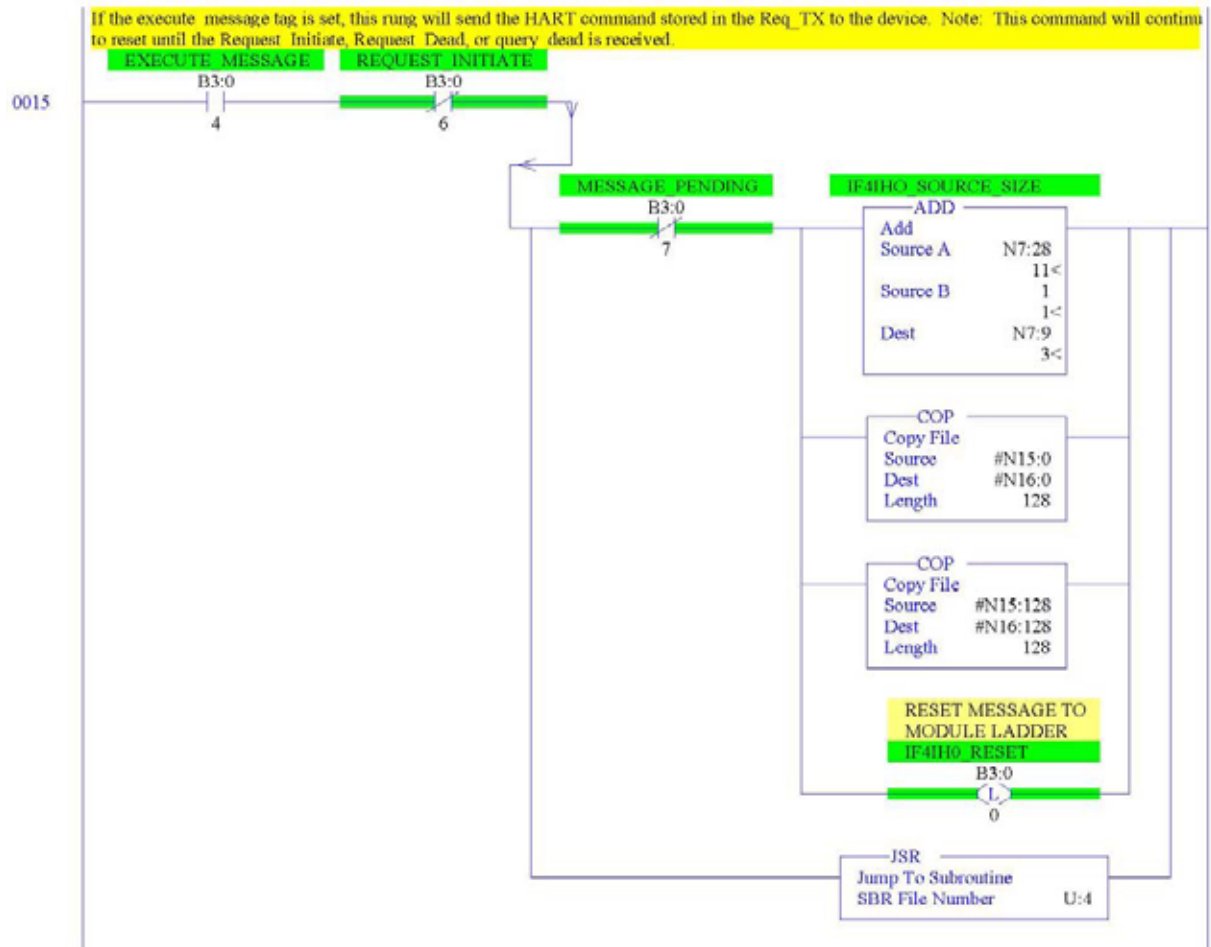 If the execute message tag is set, this rung will send the HART command stored in the Req_TX to the device. Note: This command will continu
to reset until the Request Initiate, Request Dead, or query dead is received.
EXECUTE_MESSAGE REQUEST_INITIATE
B3:0 B3:0
0015
4 6
MESSAGE_PENDING IF4IH0_SOURCE_SIZE
B3:0 ADD
7
Add
Source A N7:28
11<
Source B 1
1<
Dest N7:9
3<
COP
Copy File
Source #N15:0
Dest #N16:0
Length 128
COP
Copy File
Source #N15:128
Dest #N16:128
Length 128
RESET MESSAGE TO
MODULE LADDER
IF4IH0_RESET
B3:0
L
0
JSR
Jump To Subroutine
SBR File Number U:4